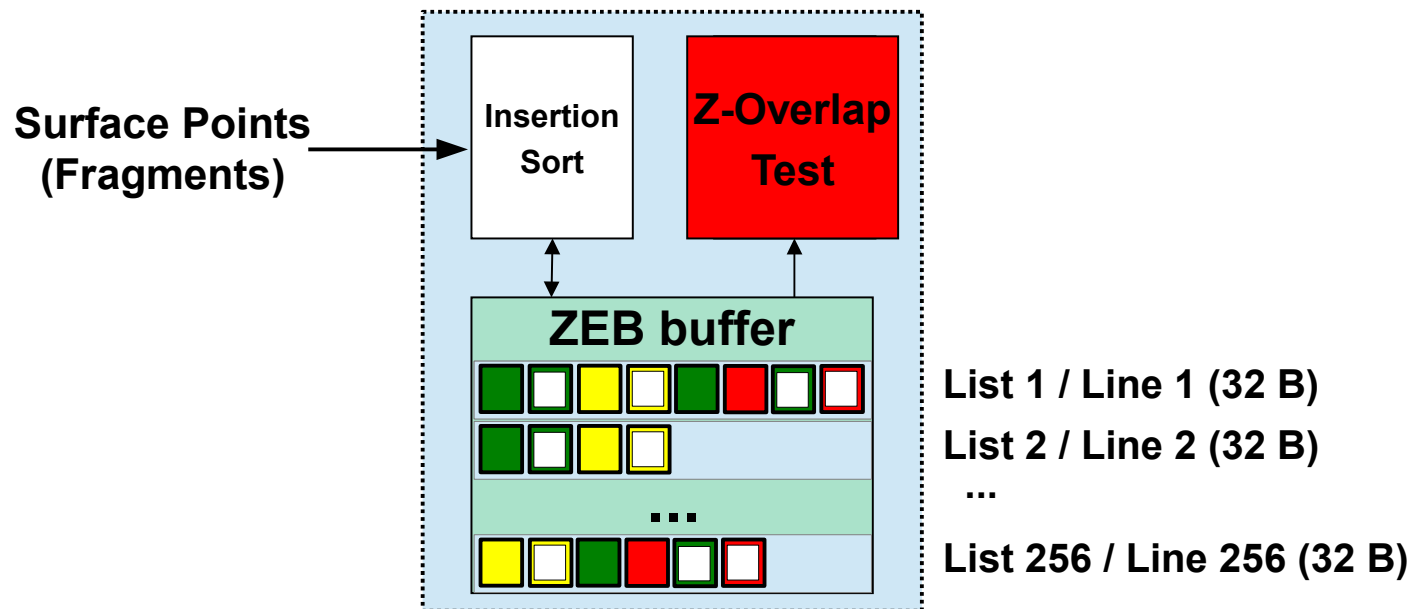 Surface Points
(Fragments)
Insertion
Sort
Z-Overlap
Test
ZEB buffer
List 1 / Line 1 (32 B)
List 2 / Line 2 (32 B)
...
...
List 256 / Line 256 (32 B)